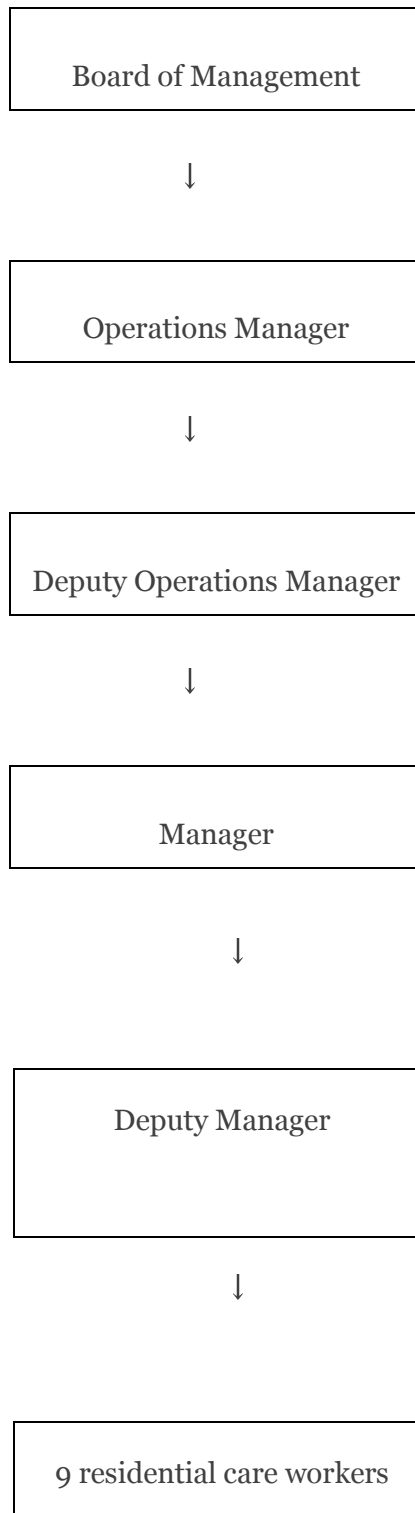 Board of Management
↓
Operations Manager
↓
Deputy Operations Manager
↓
Manager
↓
Deputy Manager
↓
9 residential care workers